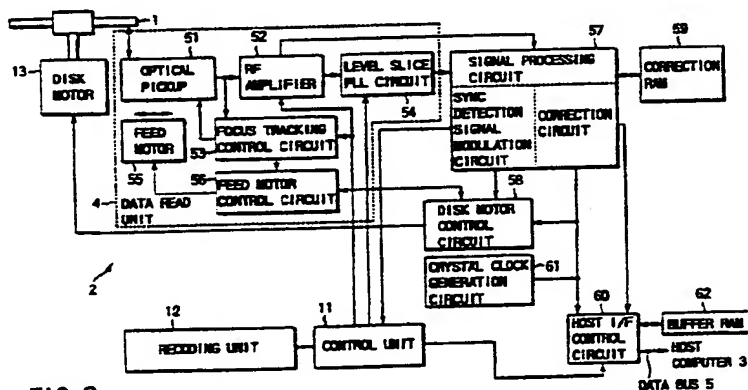 1
51
52
57
59
13
DISK
MOTOR
OPTICAL
PICKUP
RF
AMPLIFIER
LEVEL SLICE
PLL CIRCUIT
54
SIGNAL PROCESSING
CIRCUIT
CORRECTION
RAM
SYNC
DETECTION
SIGNAL
MODULATION
CIRCUIT
CORRECTION
CIRCUIT
FEED
MOTOR
55
FOCUS TRACKING
CONTROL CIRCUIT
53
56
FEED MOTOR
CONTROL CIRCUIT
4
DATA READ
UNIT
58
DISK MOTOR
CONTROL
CIRCUIT
2
CRYSTAL CLOCK
GENERATION
CIRCUIT
61
12
RECODING UNIT
11
CONTROL UNIT
60
HOST I/F
CONTROL
CIRCUIT
62
BUFFER RAM
HOST
COMPUTER 3
DATA BUS 5